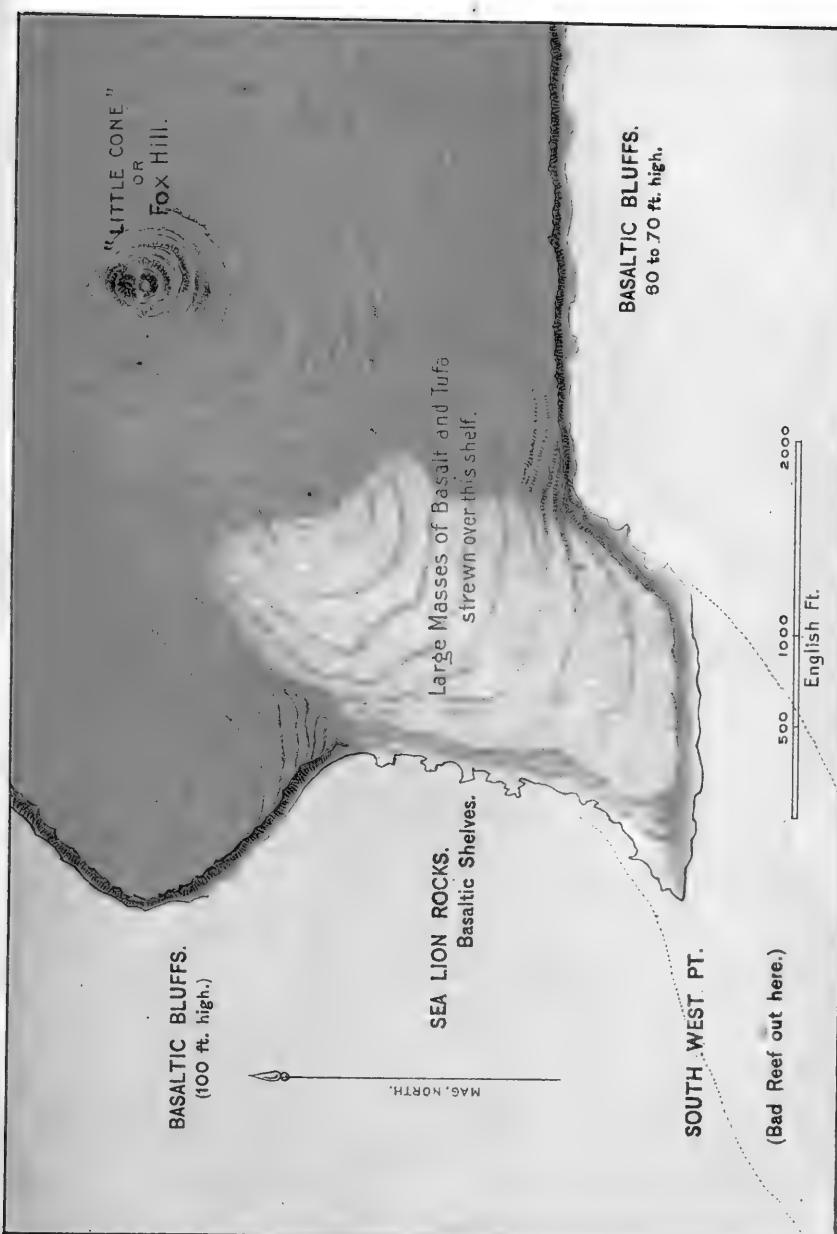 "LITTLE CONE"
OR
FOX HILL.
BASALTIC BLUFFS.
(100 ft. high.)
Large Masses of Basalt and Tufa
strewn over this shelf.
SEA LION ROCKS.
Basaltic Shelves.
MAG. NORTH.
BASALTIC BLUFFS.
60 to 70 ft. high.
SOUTH WEST PT.
(Bad Reef out here.)
500 1000 2000
English Ft.